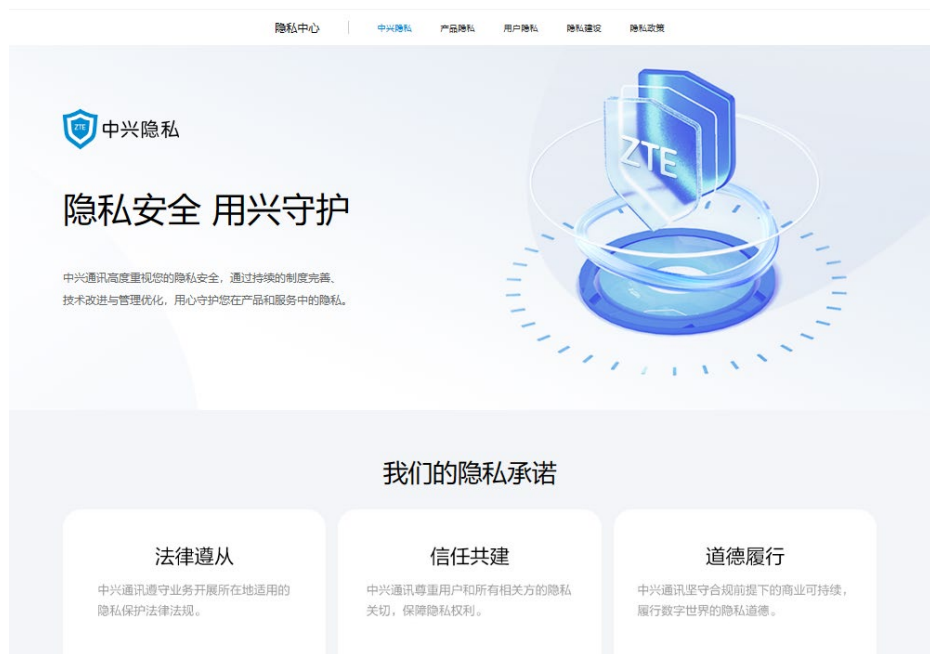 隐私中心 中兴隐私 产品隐私 用户隐私 隐私建设 隐私政策
ZTE 中兴隐私
ZTE
隐私安全 用兴守护
中兴通讯高度重视您的隐私安全，通过持续的制度完善、
技术改进与管理优化，用心守护您在产品和服务中的隐私。
我们的隐私承诺
法律遵从
中兴通讯遵守业务开展所在地适用的
隐私保护法律法规。
信任共建
中兴通讯尊重用户和所有相关方的隐私
关切，保障隐私权利。
道德履行
中兴通讯坚守合规前提下的商业可持续，
履行数字世界的隐私道德。